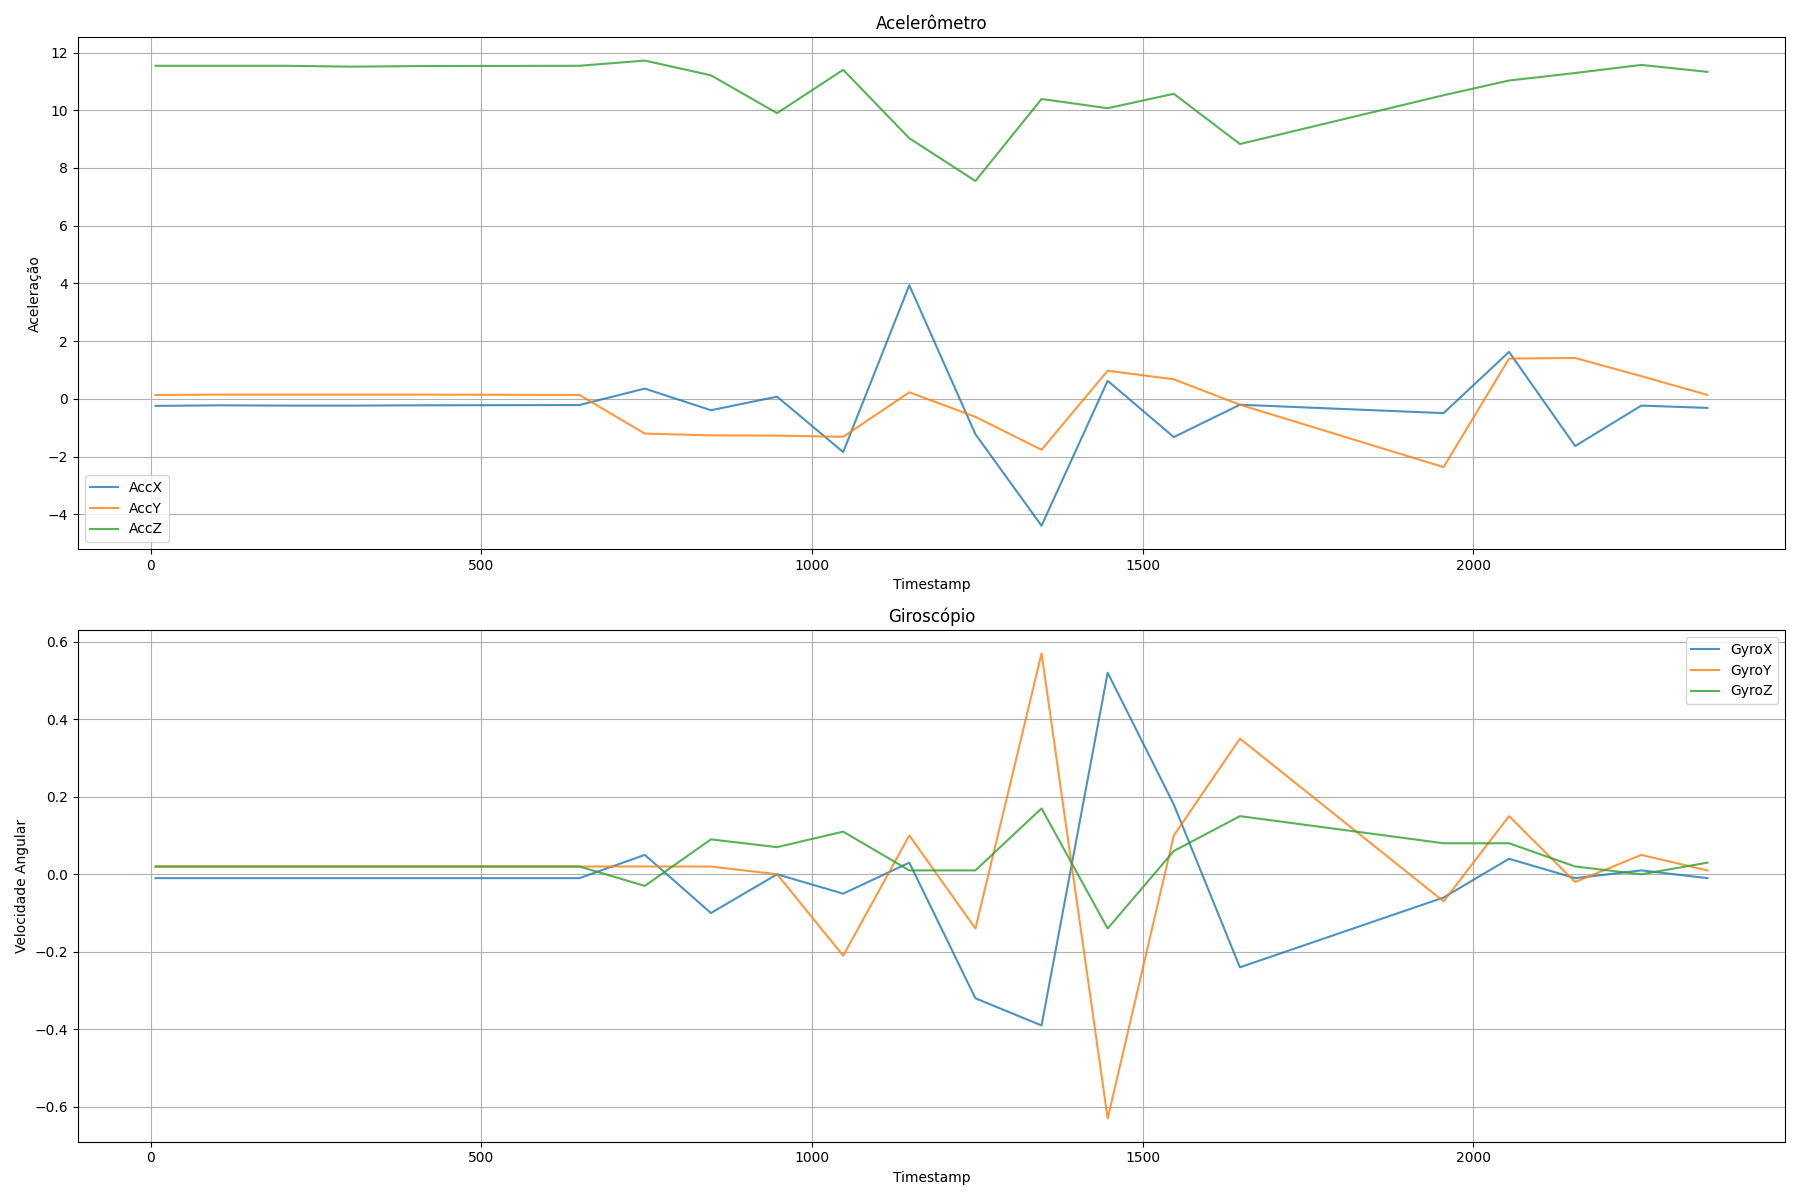 Acelerômetro
12
10
8
6
4
2
0
−2
−4
Aceleração
AccX
AccY
AccZ
0 500 1000 1500 2000
Timestamp
Giroscópio
0.6
0.4
0.2
0.0
−0.2
−0.4
−0.6
Velocidade Angular
GyroX
GyroY
GyroZ
0 500 1000 1500 2000
Timestamp